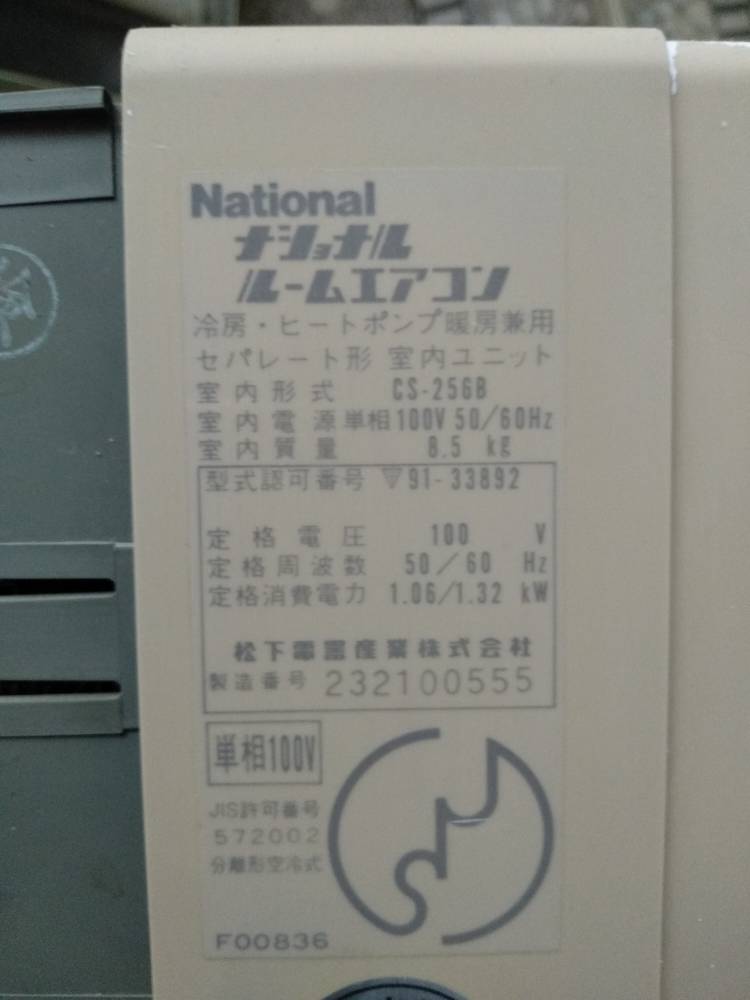 National
ナショナル
ルームエアコン
冷房・ヒートポンプ暖房兼用
セパレート形 室内ユニット
室内形式 CS-256B
室内電源 単相100V 50/60Hz
室内質量 8.5 kg
型式認可番号 ▽91-33892
定格電圧 100 V
定格周波数 50/60 Hz
定格消費電力 1.06/1.32 kW
松下電器産業株式会社
製造番号 232100555
単相100V
JIS許可番号
572002
分離形空冷式
F00836